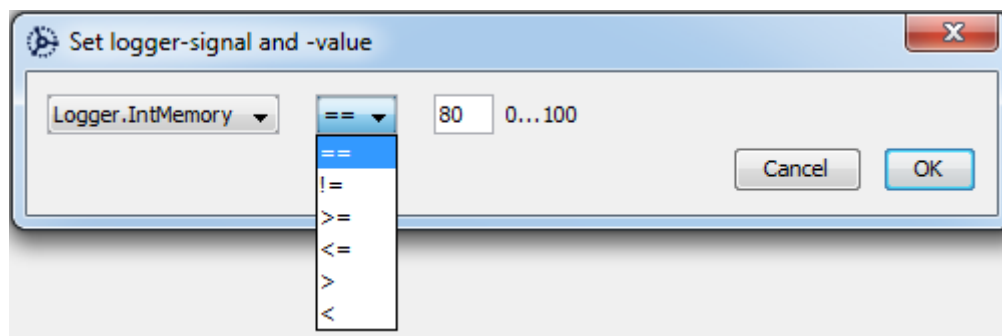 Set logger-signal and -value
Logger.IntMemory == 80 0...100
==
!=
>=
<=
>
<
Cancel OK